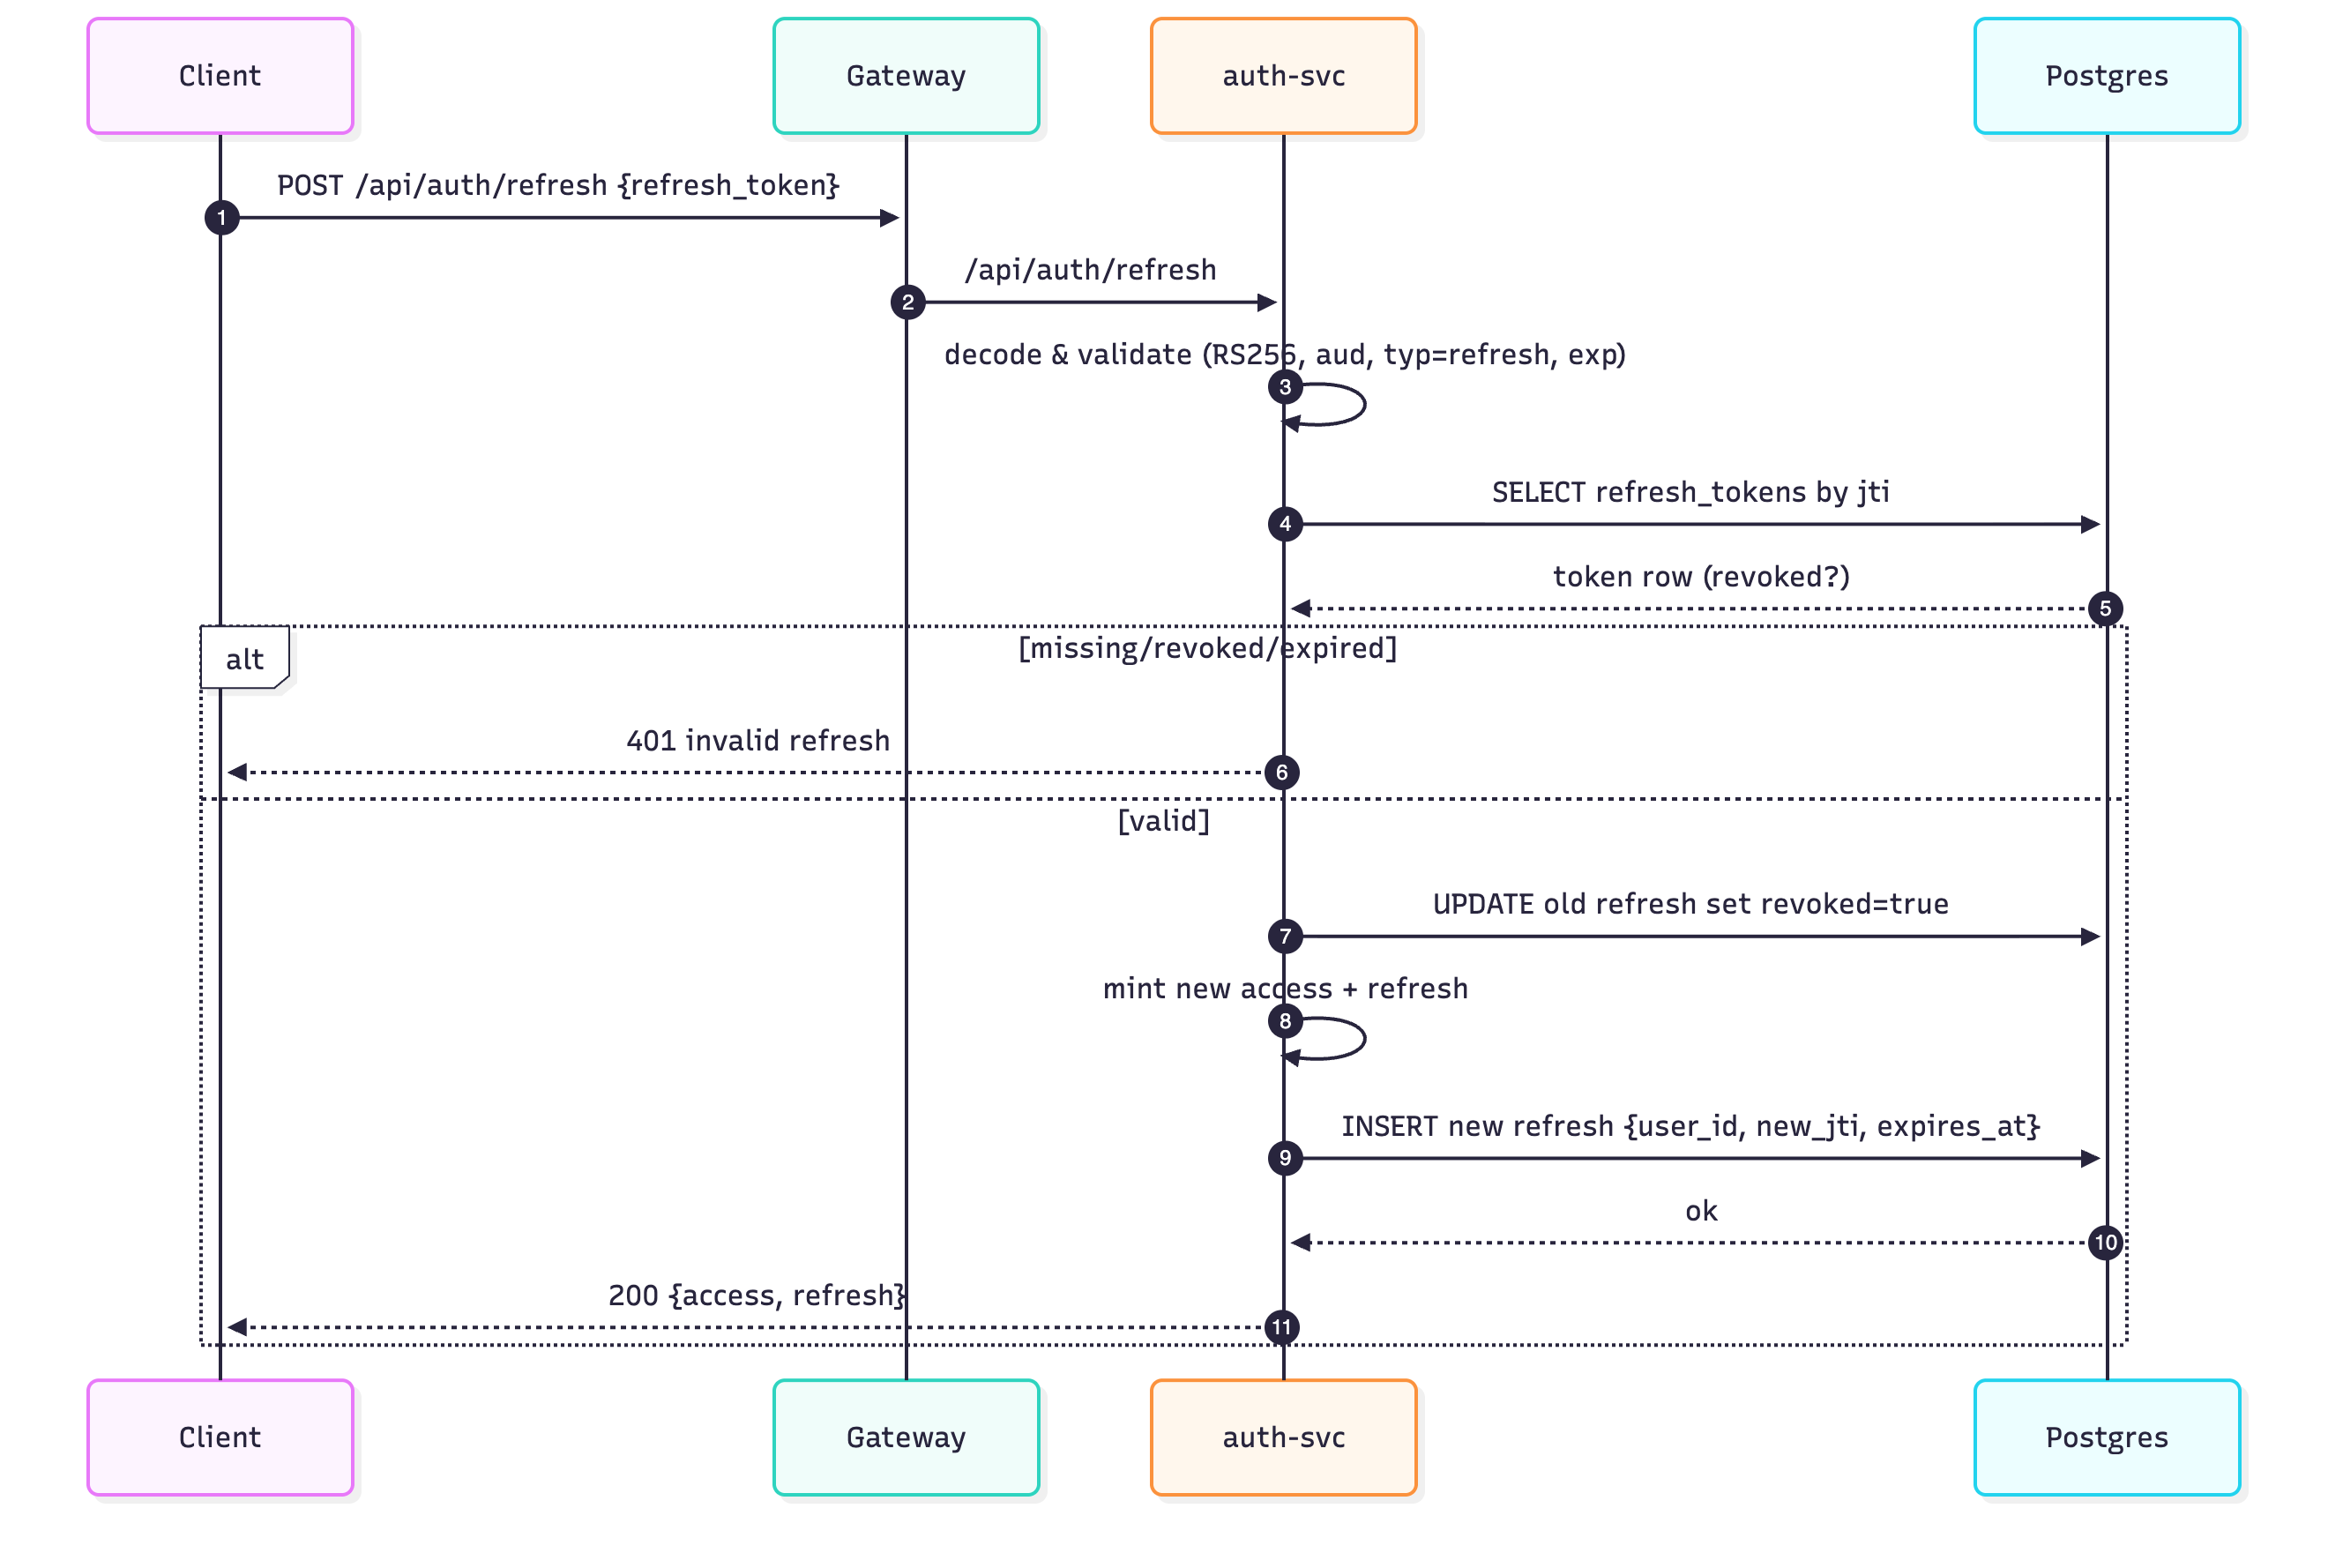 Client
Gateway
auth-svc
Postgres
POST /api/auth/refresh {refresh_token}
1
/api/auth/refresh
2
decode & validate (RS256, aud, typ=refresh, exp)
3
SELECT refresh_tokens by jti
4
token row (revoked?)
5
alt
[missing/revoked/expired]
401 invalid refresh
6
[valid]
UPDATE old refresh set revoked=true
7
mint new access + refresh
8
INSERT new refresh {user_id, new_jti, expires_at}
9
ok
10
200 {access, refresh}
11
Client
Gateway
auth-svc
Postgres